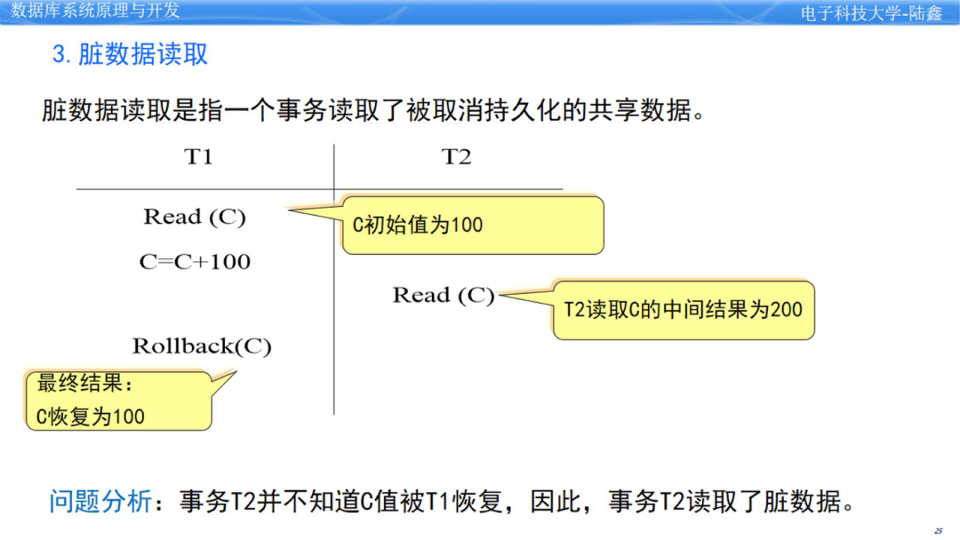 数据库系统原理与开发
电子科技大学-陆鑫
3.脏数据读取
脏数据读取是指一个事务读取了被取消持久化的共享数据。
T1
T2
Read (C)
C初始值为100
C=C+100
Read (C)
T2读取C的中间结果为200
Rollback(C)
最终结果：
C恢复为100
问题分析：事务T2并不知道C值被T1恢复，因此，事务T2读取了脏数据。
25